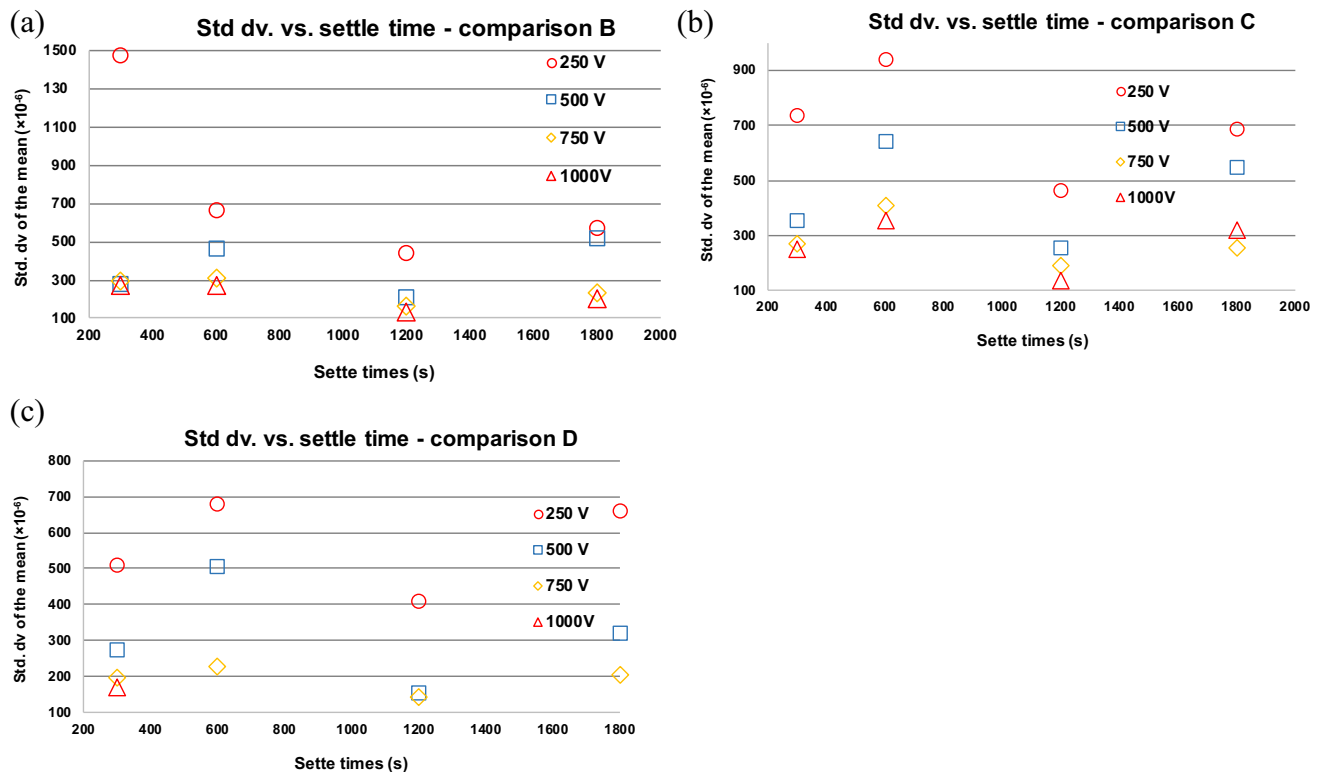 (a)
Std dv. vs. settle time - comparison B
Std. dv of the mean (×10⁻⁶)
1500
1300
1100
900
700
500
300
100
200 400 600 800 1000 1200 1400 1600 1800 2000
Sette times (s)
250 V
500 V
750 V
1000V
(b)
Std dv. vs. settle time - comparison C
Std. dv of the mean (×10⁻⁶)
900
700
500
300
100
200 400 600 800 1000 1200 1400 1600 1800 2000
Sette times (s)
250 V
500 V
750 V
1000V
(c)
Std dv. vs. settle time - comparison D
Std. dv of the mean (×10⁻⁶)
800
700
600
500
400
300
200
100
200 400 600 800 1000 1200 1400 1600 1800
Sette times (s)
250 V
500 V
750 V
1000V